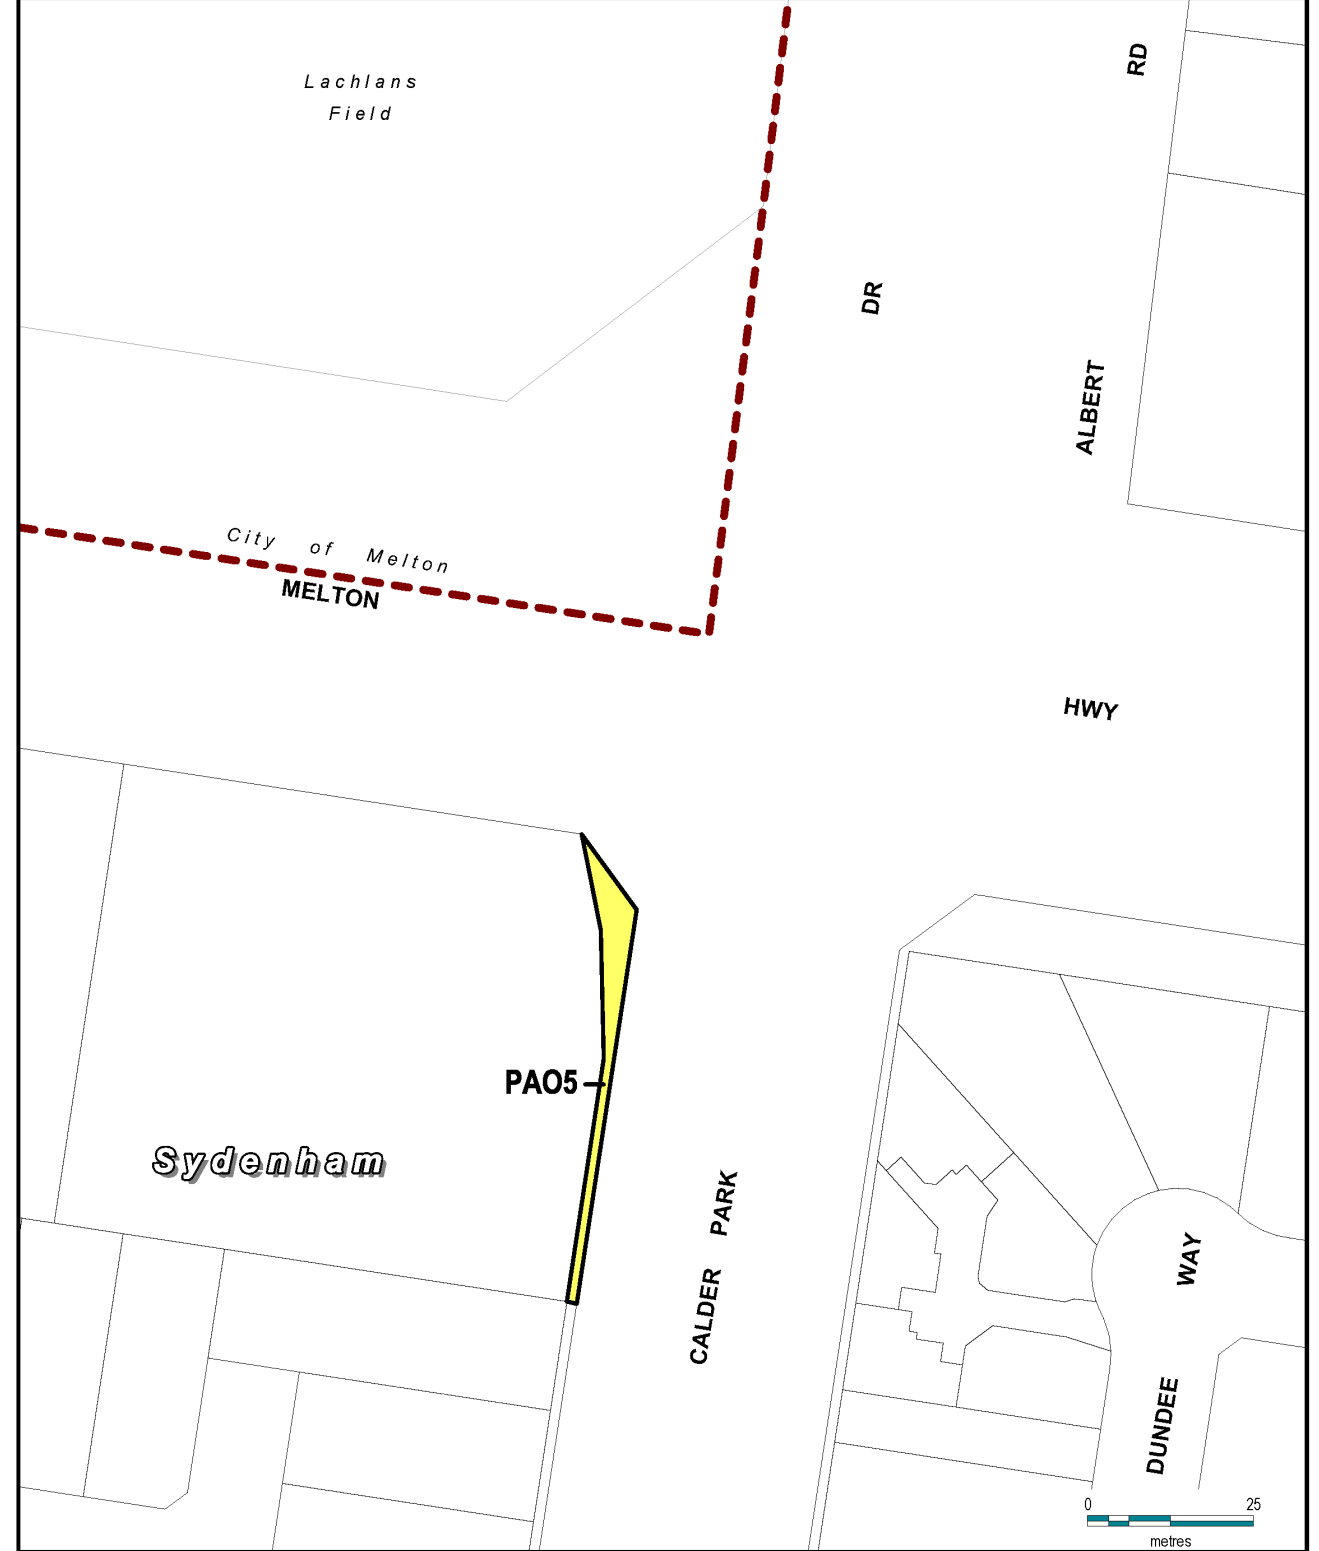 Lachlans
Field
RD
DR
ALBERT
City of Melton
MELTON
HWY
PAO5
Sydenham
CALDER PARK
DUNDEE WAY
0 25
metres